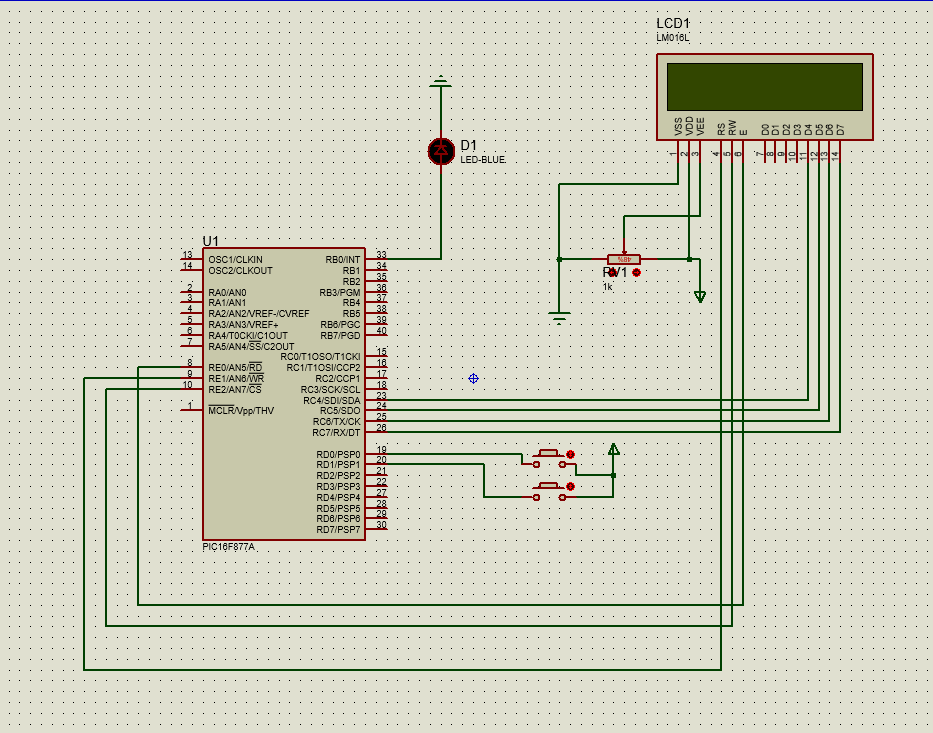 LCD1
LM016L
VSS
VDD
VEE
RS
RW
E
D0
D1
D2
D3
D4
D5
D6
D7
1
2
3
4
5
6
7
8
9
10
11
12
13
14
D1
LED-BLUE
RV1
1k
48%
U1
13 OSC1/CLKIN RB0/INT 33
14 OSC2/CLKOUT RB1 34
RB2 35
2 RA0/AN0 RB3/PGM 36
3 RA1/AN1 RB4 37
4 RA2/AN2/VREF-/CVREF RB5 38
5 RA3/AN3/VREF+ RB6/PGC 39
6 RA4/T0CKI/C1OUT RB7/PGD 40
7 RA5/AN4/SS/C2OUT
RC0/T1OSO/T1CKI 15
8 RE0/AN5/RD RC1/T1OSI/CCP2 16
9 RE1/AN6/WR RC2/CCP1 17
10 RE2/AN7/CS RC3/SCK/SCL 18
RC4/SDI/SDA 23
1 MCLR/Vpp/THV RC5/SDO 24
RC6/TX/CK 25
RC7/RX/DT 26
RD0/PSP0 19
RD1/PSP1 20
RD2/PSP2 21
RD3/PSP3 22
RD4/PSP4 27
RD5/PSP5 28
RD6/PSP6 29
RD7/PSP7 30
PIC16F877A